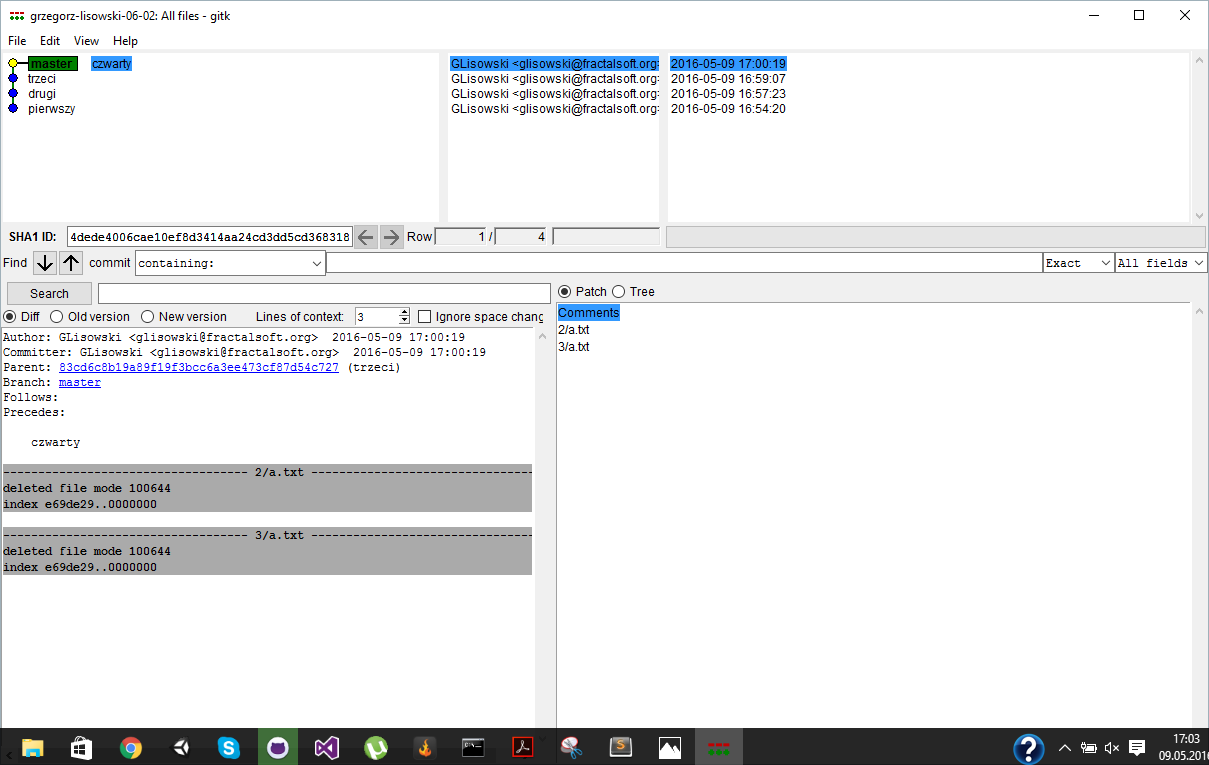 grzegorz-lisowski-06-02: All files - gitk
File Edit View Help
master czwarty GLisowski <glisowski@fractalsoft.org> 2016-05-09 17:00:19
trzeci GLisowski <glisowski@fractalsoft.org> 2016-05-09 16:59:07
drugi GLisowski <glisowski@fractalsoft.org> 2016-05-09 16:57:23
pierwszy GLisowski <glisowski@fractalsoft.org> 2016-05-09 16:54:20
SHA1 ID: 4dede4006cae10ef8d3414aa24cd3dd5cd368318 Row 1 / 4
Find commit containing: Exact All fields
Search Patch Tree
Diff Old version New version Lines of context: 3 Ignore space chang
Comments
2/a.txt
3/a.txt
Author: GLisowski <glisowski@fractalsoft.org> 2016-05-09 17:00:19
Committer: GLisowski <glisowski@fractalsoft.org> 2016-05-09 17:00:19
Parent: 83cd6c8b19a89f19f3bcc6a3ee473cf87d54c727 (trzeci)
Branch: master
Follows:
Precedes:
czwarty
----------------------------------- 2/a.txt --------------------------------
deleted file mode 100644
index e69de29..0000000
----------------------------------- 3/a.txt --------------------------------
deleted file mode 100644
index e69de29..0000000
17:03
09.05.2016